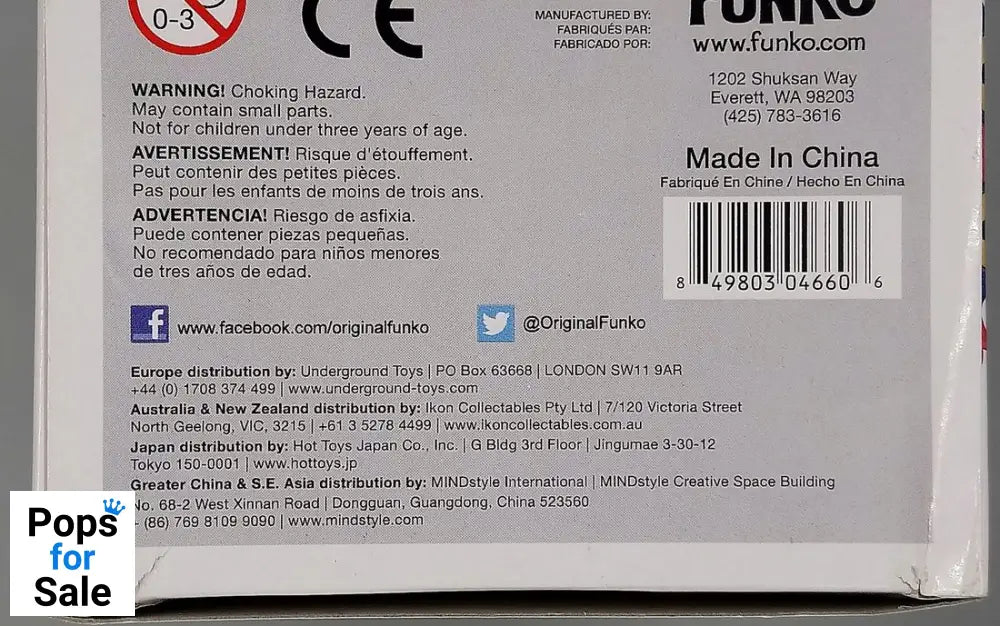 0-3
CE
MANUFACTURED BY:
FABRIQUÉS PAR:
FABRICADO POR:
FUNKO
www.funko.com
1202 Shuksan Way
Everett, WA 98203
(425) 783-3616
Made In China
Fabriqué En Chine / Hecho En China
8 49803 04660 6
WARNING! Choking Hazard.
May contain small parts.
Not for children under three years of age.
AVERTISSEMENT! Risque d'étouffement.
Peut contenir des petites pièces.
Pas pour les enfants de moins de trois ans.
ADVERTENCIA! Riesgo de asfixia.
Puede contener piezas pequeñas.
No recomendado para niños menores
de tres años de edad.
www.facebook.com/originalfunko
@OriginalFunko
Europe distribution by: Underground Toys | PO Box 63668 | LONDON SW11 9AR
+44 (0) 1708 374 499 | www.underground-toys.com
Australia & New Zealand distribution by: Ikon Collectables Pty Ltd | 7/120 Victoria Street
North Geelong, VIC, 3215 | +61 3 5278 4499 | www.ikoncollectables.com.au
Japan distribution by: Hot Toys Japan Co., Inc. | G Bldg 3rd Floor | Jingumae 3-30-12
Tokyo 150-0001 | www.hottoys.jp
Greater China & S.E. Asia distribution by: MINDstyle International | MINDstyle Creative Space Building
No. 68-2 West Xinnan Road | Dongguan, Guangdong, China 523560
(86) 769 8109 9090 | www.mindstyle.com
Pops
for
Sale